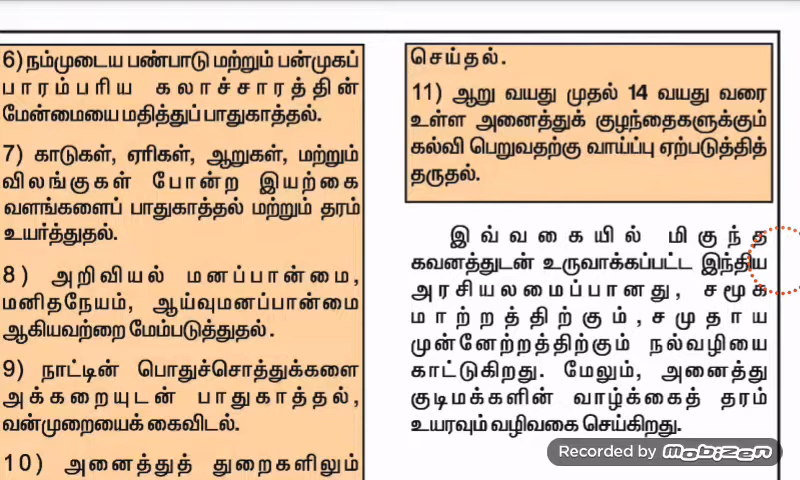 6) நம்முடைய பண்பாடு மற்றும் பன்முகப்
பாரம்பரிய கலாச்சாரத்தின்
மேன்மையை மதித்துப் பாதுகாத்தல்.
7) காடுகள், ஏரிகள், ஆறுகள், மற்றும்
விலங்குகள் போன்ற இயற்கை
வளங்களைப் பாதுகாத்தல் மற்றும் தரம்
உயர்த்துதல்.
8) அறிவியல் மனப்பான்மை,
மனிதநேயம், ஆய்வுமனப்பான்மை
ஆகியவற்றை மேம்படுத்துதல்.
9) நாட்டின் பொதுச்சொத்துக்களை
அக்கறையுடன் பாதுகாத்தல்,
வன்முறையைக் கைவிடல்.
10) அனைத்துத் துறைகளிலும்
செய்தல்.
11) ஆறு வயது முதல் 14 வயது வரை
உள்ள அனைத்துக் குழந்தைகளுக்கும்
கல்வி பெறுவதற்கு வாய்ப்பு ஏற்படுத்தித்
தருதல்.
இவ்வகையில் மிகுந்த
கவனத்துடன் உருவாக்கப்பட்ட இந்திய
அரசியலமைப்பானது, சமூக
மாற்றத்திற்கும், சமுதாய
முன்னேற்றத்திற்கும் நல்வழியை
காட்டுகிறது. மேலும், அனைத்து
குடிமக்களின் வாழ்க்கைத் தரம்
உயரவும் வழிவகை செய்கிறது.
Recorded by mobizen